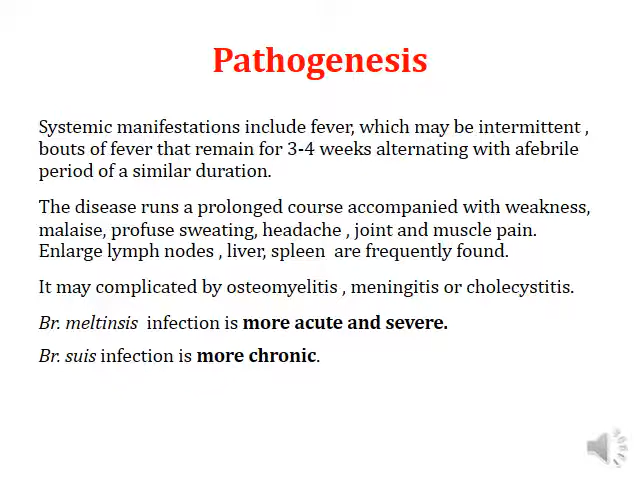 Pathogenesis
Systemic manifestations include fever, which may be intermittent ,
bouts of fever that remain for 3-4 weeks alternating with afebrile
period of a similar duration.
The disease runs a prolonged course accompanied with weakness,
malaise, profuse sweating, headache , joint and muscle pain.
Enlarge lymph nodes , liver, spleen  are frequently found.
It may complicated by osteomyelitis , meningitis or cholecystitis.
Br. meltinsis  infection is more acute and severe.
Br. suis infection is more chronic.